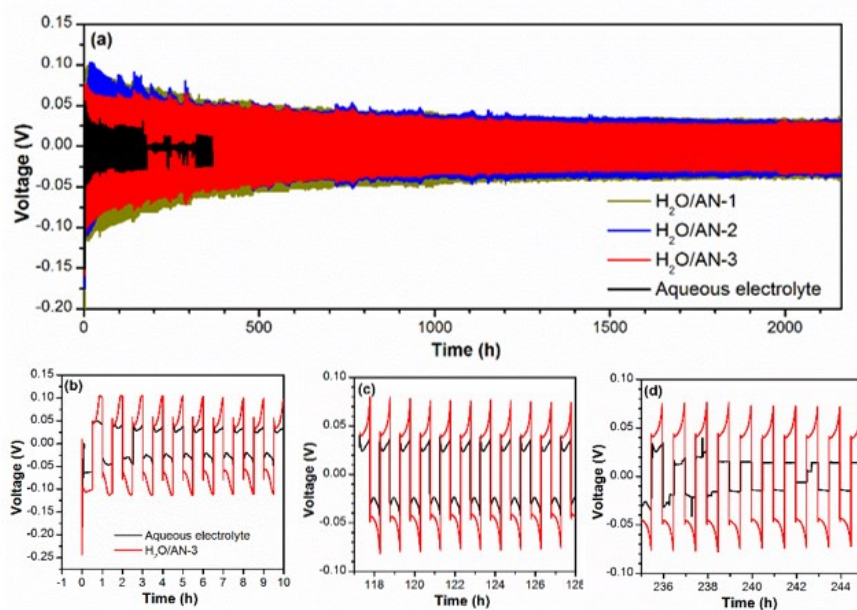 (a)
Voltage (V)
0.15
0.10
0.05
0.00
-0.05
-0.10
-0.15
-0.20
H₂O/AN-1
H₂O/AN-2
H₂O/AN-3
Aqueous electrolyte
0 500 1000 1500 2000
Time (h)
(b)
Voltage (V)
0.15
0.10
0.05
0.00
-0.05
-0.10
-0.15
-0.20
-0.25
Aqueous electrolyte
H₂O/AN-3
-1 0 1 2 3 4 5 6 7 8 9 10
Time (h)
(c)
Voltage (V)
0.10
0.05
0.00
-0.05
-0.10
118 120 122 124 126 128
Time (h)
(d)
Voltage (V)
0.10
0.05
0.00
-0.05
-0.10
236 238 240 242 244
Time (h)